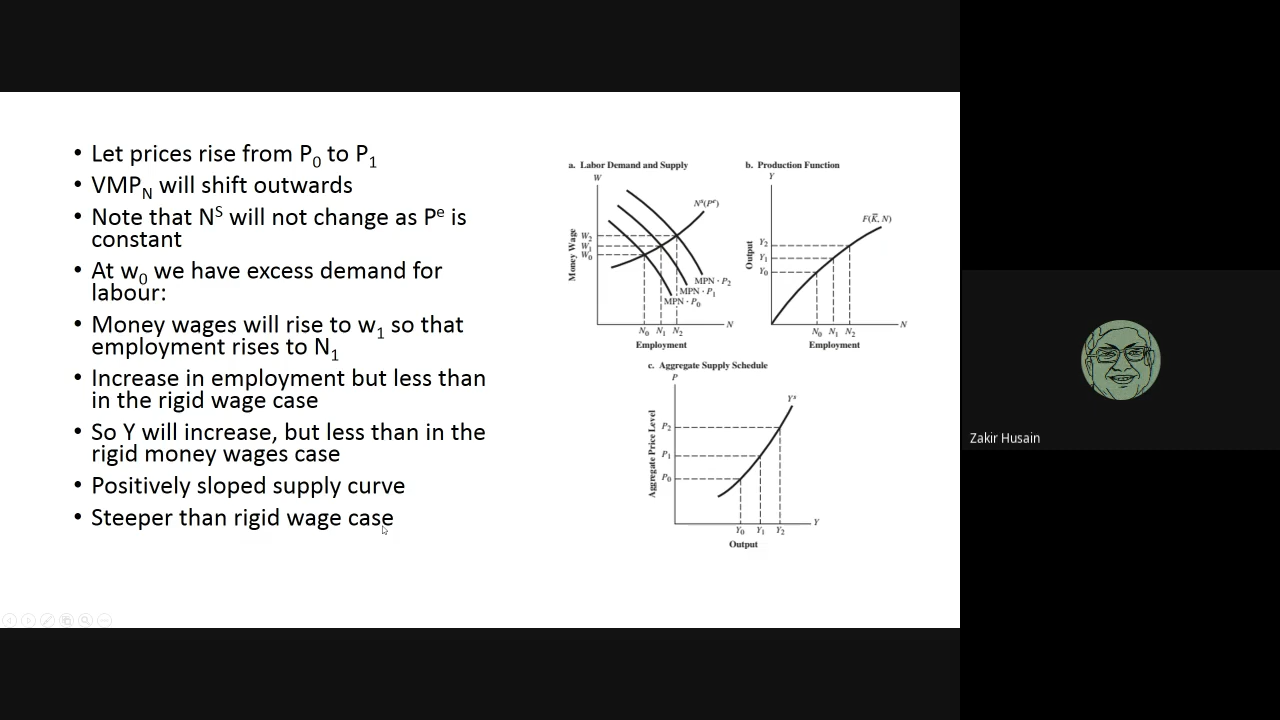 • Let prices rise from P₀ to P₁
• VMP_N will shift outwards
• Note that Nˢ will not change as Pᵉ is
constant
• At w₀ we have excess demand for
labour:
• Money wages will rise to w₁ so that
employment rises to N₁
• Increase in employment but less than
in the rigid wage case
• So Y will increase, but less than in the
rigid money wages case
• Positively sloped supply curve
• Steeper than rigid wage case
a. Labor Demand and Supply
W
Money Wage
W₂
W₁
W₀
Nˢ(Pᵉ)
MPN · P₂
MPN · P₁
MPN · P₀
N₀ N₁ N₂
N
Employment
b. Production Function
Y
Output
Y₂
Y₁
Y₀
F(K̅, N)
N₀ N₁ N₂
N
Employment
c. Aggregate Supply Schedule
P
Aggregate Price Level
P₂
P₁
P₀
Yˢ
Y₀ Y₁ Y₂
Y
Output
Zakir Husain